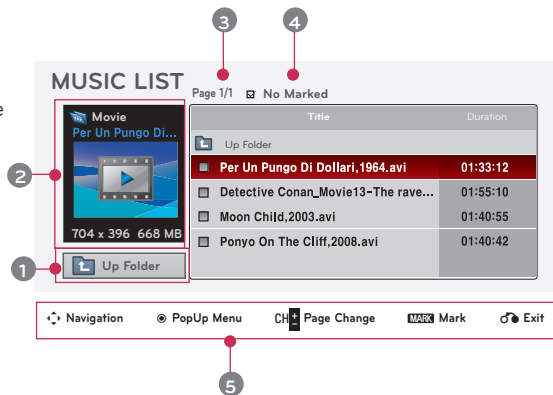 3
4
MUSIC LIST
Page 1/1 No Marked
e
Movie
Per Un Pungo Di...
704 x 396 668 MB
2
1
Up Folder
Title Duration
Up Folder
Per Un Pungo Di Dollari,1964.avi 01:33:12
Detective Conan_Movie13-The rave... 01:55:10
Moon Child,2003.avi 01:40:55
Ponyo On The Cliff,2008.avi 01:40:42
Navigation PopUp Menu CH + - Page Change MARK Mark Exit
5